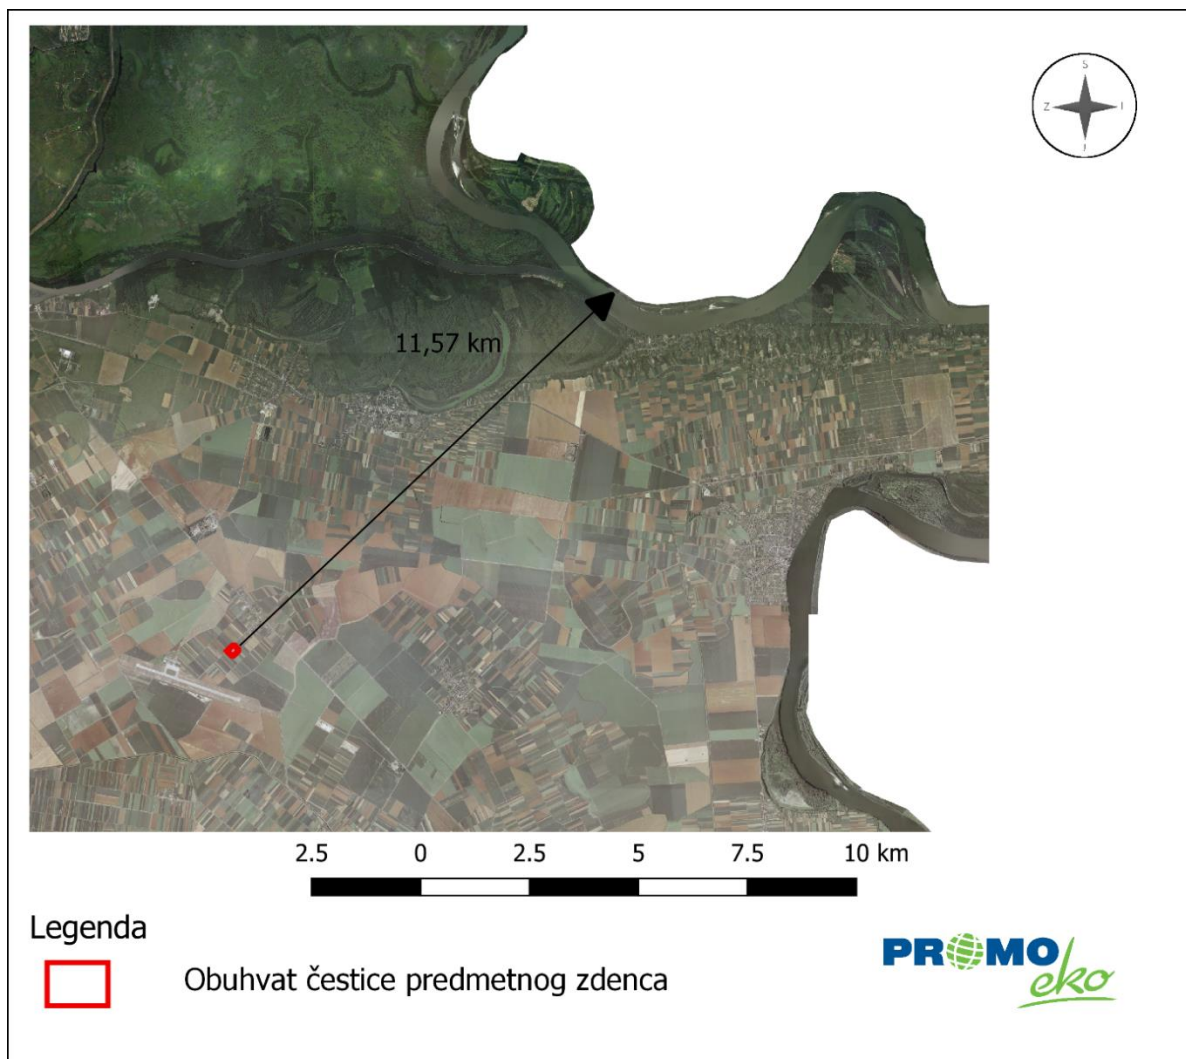 S
Z I
J
11,57 km
2.5 0 2.5 5 7.5 10 km
Legenda
Obuhvat čestice predmetnog zdenca
PROMO
eko